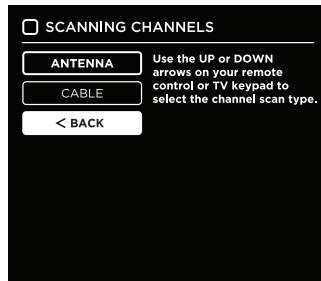 SCANNING CHANNELS
ANTENNA
CABLE
< BACK
Use the UP or DOWN
arrows on your remote
control or TV keypad to
select the channel scan type.